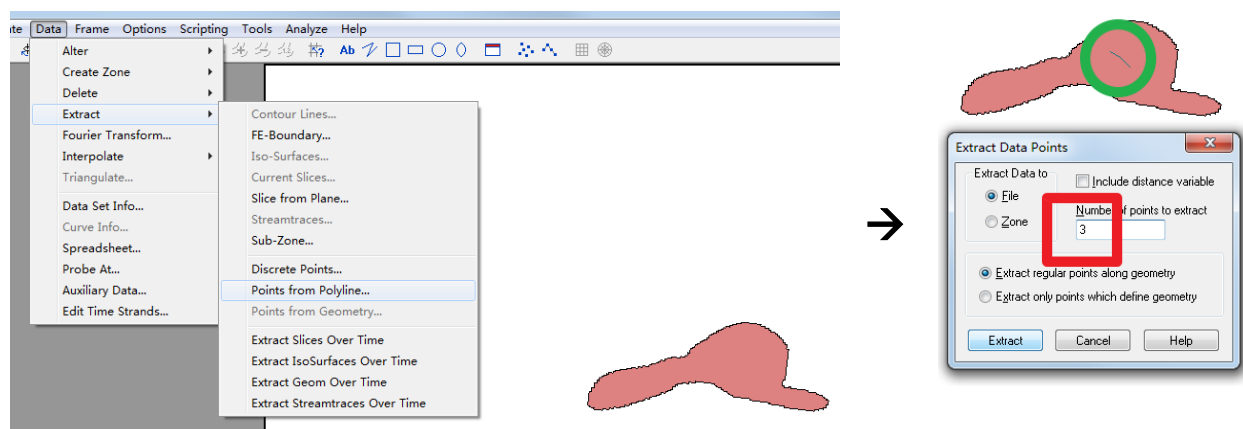 te Data Frame Options Scripting Tools Analyze Help
Ab
Alter
Create Zone
Delete
Extract
Fourier Transform...
Interpolate
Triangulate...
Data Set Info...
Curve Info...
Spreadsheet...
Probe At...
Auxiliary Data...
Edit Time Strands...
Contour Lines...
FE-Boundary...
Iso-Surfaces...
Current Slices...
Slice from Plane...
Streamtraces...
Sub-Zone...
Discrete Points...
Points from Polyline...
Points from Geometry...
Extract Slices Over Time
Extract IsoSurfaces Over Time
Extract Geom Over Time
Extract Streamtraces Over Time
Extract Data Points
Extract Data to
File
Zone
Include distance variable
Number of points to extract
3
Extract regular points along geometry
Extract only points which define geometry
Extract Cancel Help